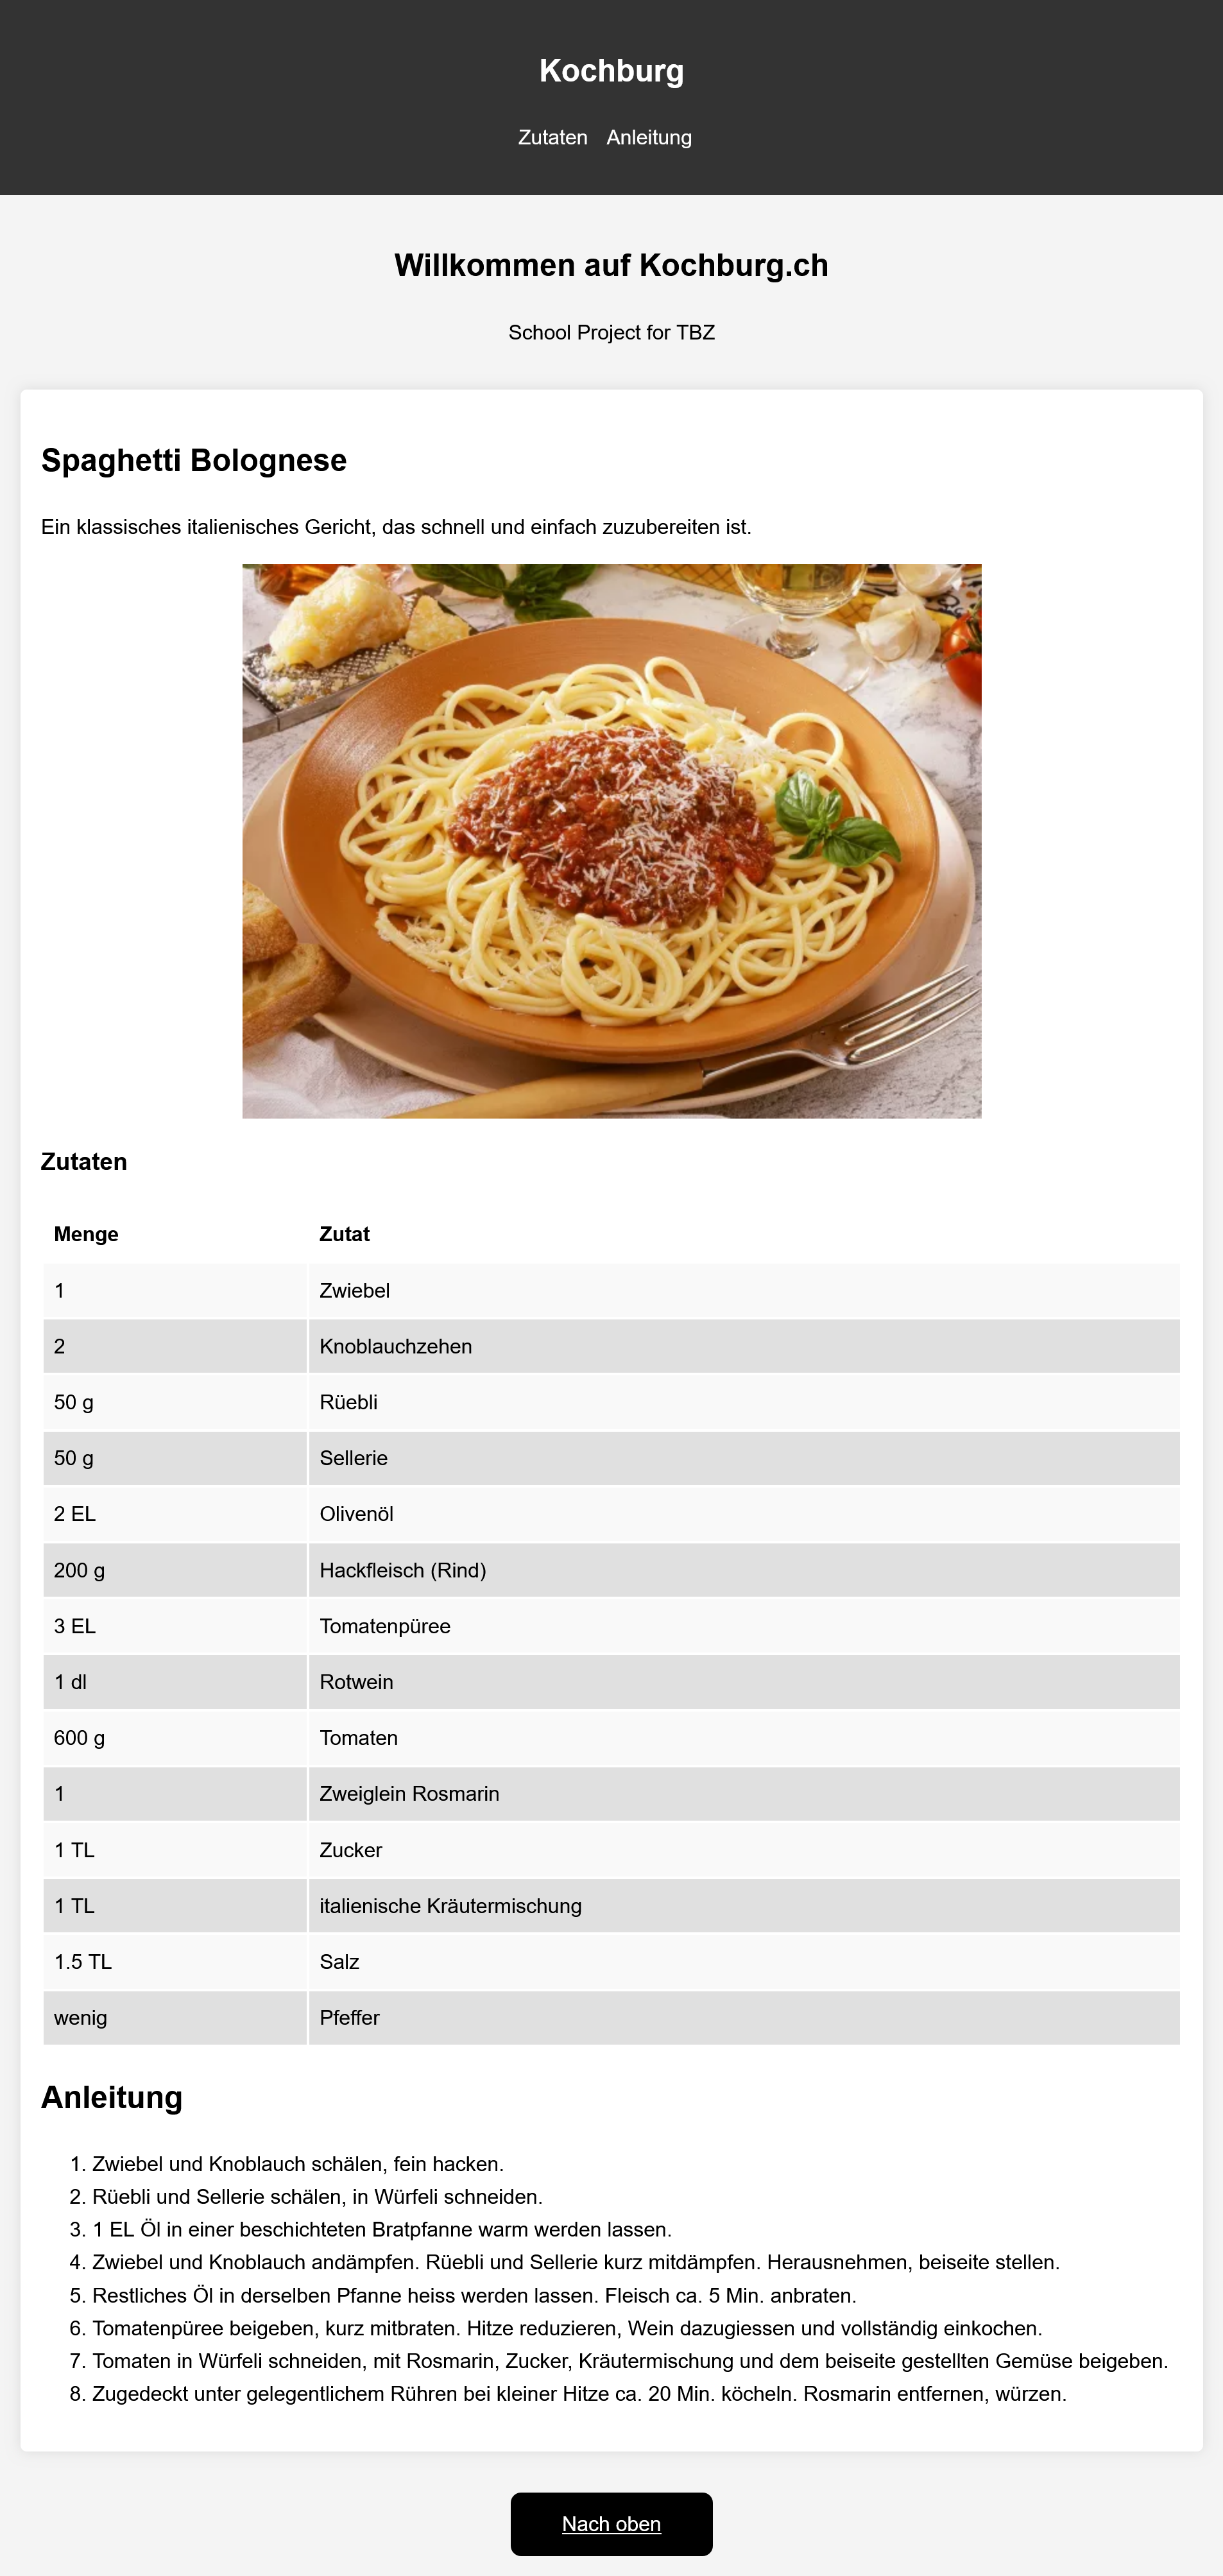 Kochburg
Zutaten Anleitung
Willkommen auf Kochburg.ch
School Project for TBZ
Spaghetti Bolognese
Ein klassisches italienisches Gericht, das schnell und einfach zuzubereiten ist.
Zutaten
Menge Zutat
1 Zwiebel
2 Knoblauchzehen
50 g Rüebli
50 g Sellerie
2 EL Olivenöl
200 g Hackfleisch (Rind)
3 EL Tomatenpüree
1 dl Rotwein
600 g Tomaten
1 Zweiglein Rosmarin
1 TL Zucker
1 TL italienische Kräutermischung
1.5 TL Salz
wenig Pfeffer
Anleitung
1. Zwiebel und Knoblauch schälen, fein hacken.
2. Rüebli und Sellerie schälen, in Würfeli schneiden.
3. 1 EL Öl in einer beschichteten Bratpfanne warm werden lassen.
4. Zwiebel und Knoblauch andämpfen. Rüebli und Sellerie kurz mitdämpfen. Herausnehmen, beiseite stellen.
5. Restliches Öl in derselben Pfanne heiss werden lassen. Fleisch ca. 5 Min. anbraten.
6. Tomatenpüree beigeben, kurz mitbraten. Hitze reduzieren, Wein dazugiessen und vollständig einkochen.
7. Tomaten in Würfeli schneiden, mit Rosmarin, Zucker, Kräutermischung und dem beiseite gestellten Gemüse beigeben.
8. Zugedeckt unter gelegentlichem Rühren bei kleiner Hitze ca. 20 Min. köcheln. Rosmarin entfernen, würzen.
Nach oben